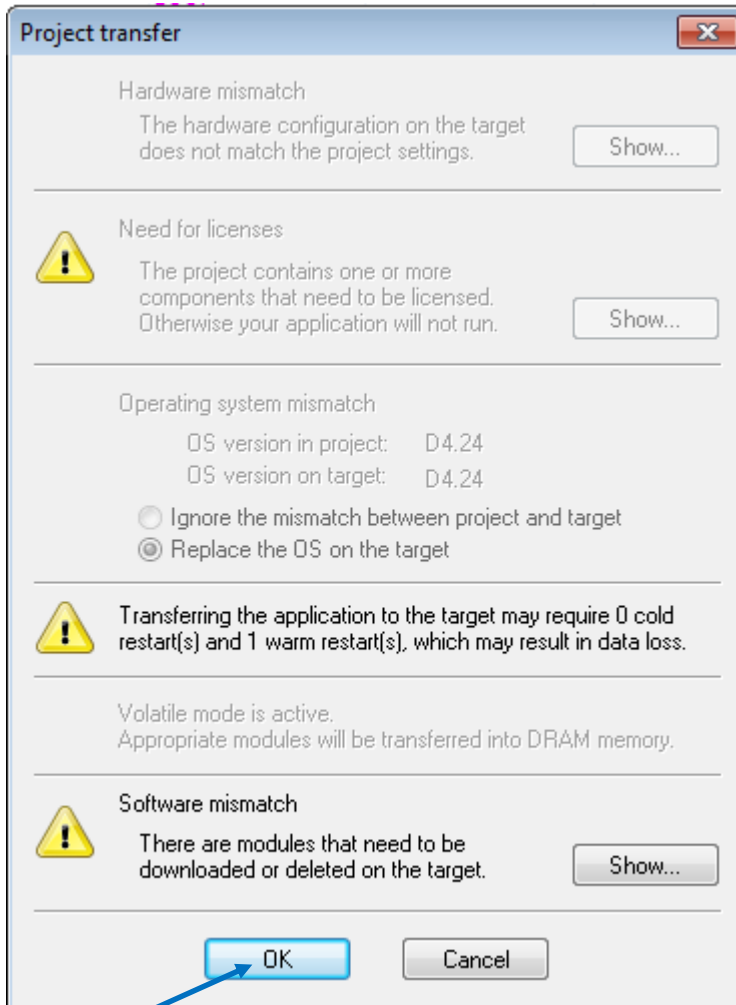 Project transfer
Hardware mismatch
The hardware configuration on the target
does not match the project settings.
Show...
Need for licenses
The project contains one or more
components that need to be licensed.
Otherwise your application will not run.
Show...
Operating system mismatch
OS version in project: D4.24
OS version on target: D4.24
Ignore the mismatch between project and target
Replace the OS on the target
Transferring the application to the target may require 0 cold
restart(s) and 1 warm restart(s), which may result in data loss.
Volatile mode is active.
Appropriate modules will be transferred into DRAM memory.
Software mismatch
There are modules that need to be
downloaded or deleted on the target.
Show...
OK Cancel